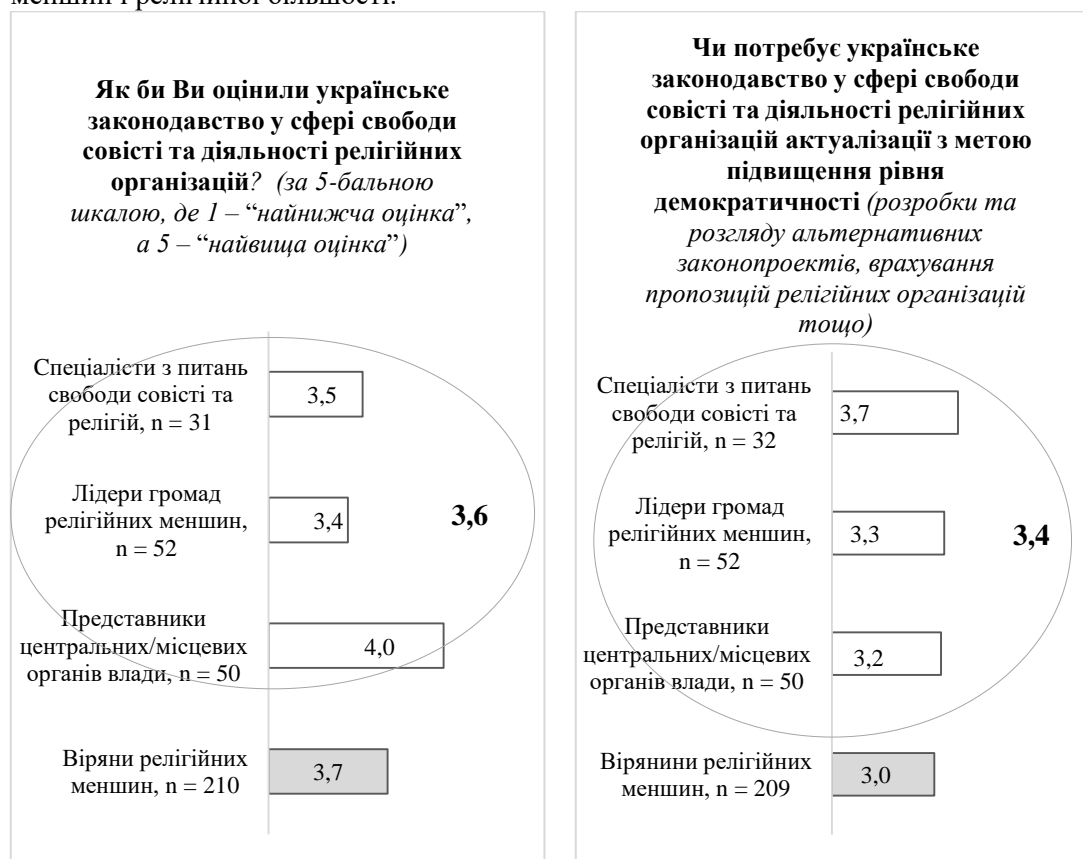 меншин і релігійної більшості.
Як би Ви оцінили українське
законодавство у сфері свободи
совісті та діяльності релігійних
організацій? (за 5-бальною
шкалою, де 1 – “найнижча оцінка”,
а 5 – “найвища оцінка”)
Спеціалісти з питань
свободи совісті та
релігій, n = 31
3,5
Лідери громад
релігійних меншин,
n = 52
3,4
3,6
Представники
центральних/місцевих
органів влади, n = 50
4,0
Віряни релігійних
меншин, n = 210
3,7
Чи потребує українське
законодавство у сфері свободи
совісті та діяльності релігійних
організацій актуалізації з метою
підвищення рівня
демократичності (розробки та
розгляду альтернативних
законопроектів, врахування
пропозицій релігійних організацій
тощо)
Спеціалісти з питань
свободи совісті та
релігій, n = 32
3,7
Лідери громад
релігійних меншин,
n = 52
3,3
3,4
Представники
центральних/місцевих
органів влади, n = 50
3,2
Вірянини релігійних
меншин, n = 209
3,0